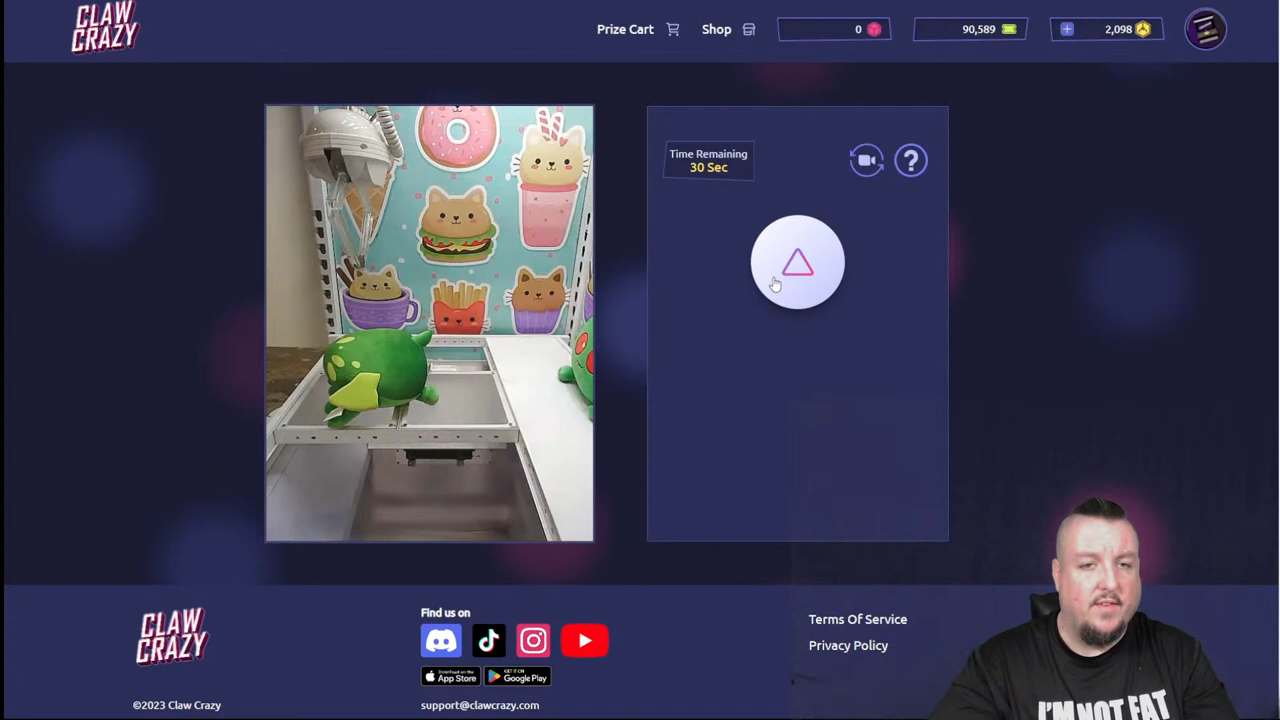 CLAW
CRAZY
Prize Cart
Shop
0
90,589
2,098
Time Remaining
30 Sec
?
CLAW
CRAZY
Find us on
Download on the
App Store
GET IT ON
Google Play
Terms Of Service
Privacy Policy
©2023 Claw Crazy
support@clawcrazy.com
I'M NOT FAT